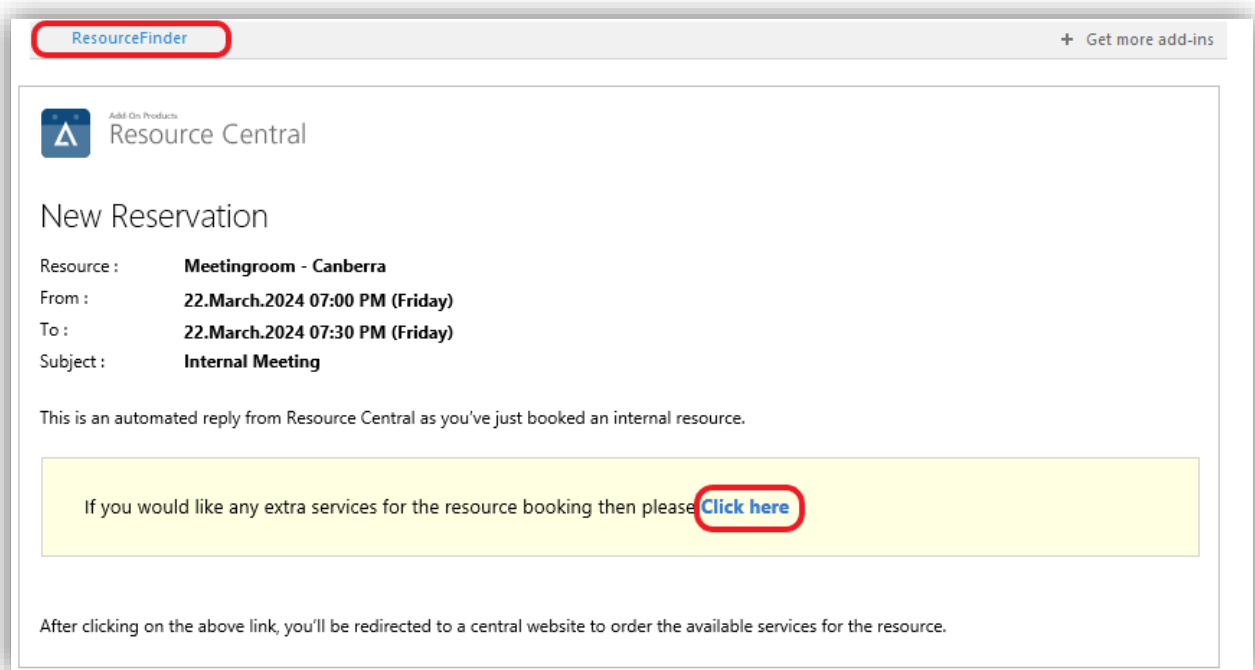 ResourceFinder
+ Get more add-ins
Add-On Products
Resource Central
New Reservation
Resource : Meetingroom - Canberra
From : 22.March.2024 07:00 PM (Friday)
To : 22.March.2024 07:30 PM (Friday)
Subject : Internal Meeting
This is an automated reply from Resource Central as you've just booked an internal resource.
If you would like any extra services for the resource booking then please Click here
After clicking on the above link, you'll be redirected to a central website to order the available services for the resource.